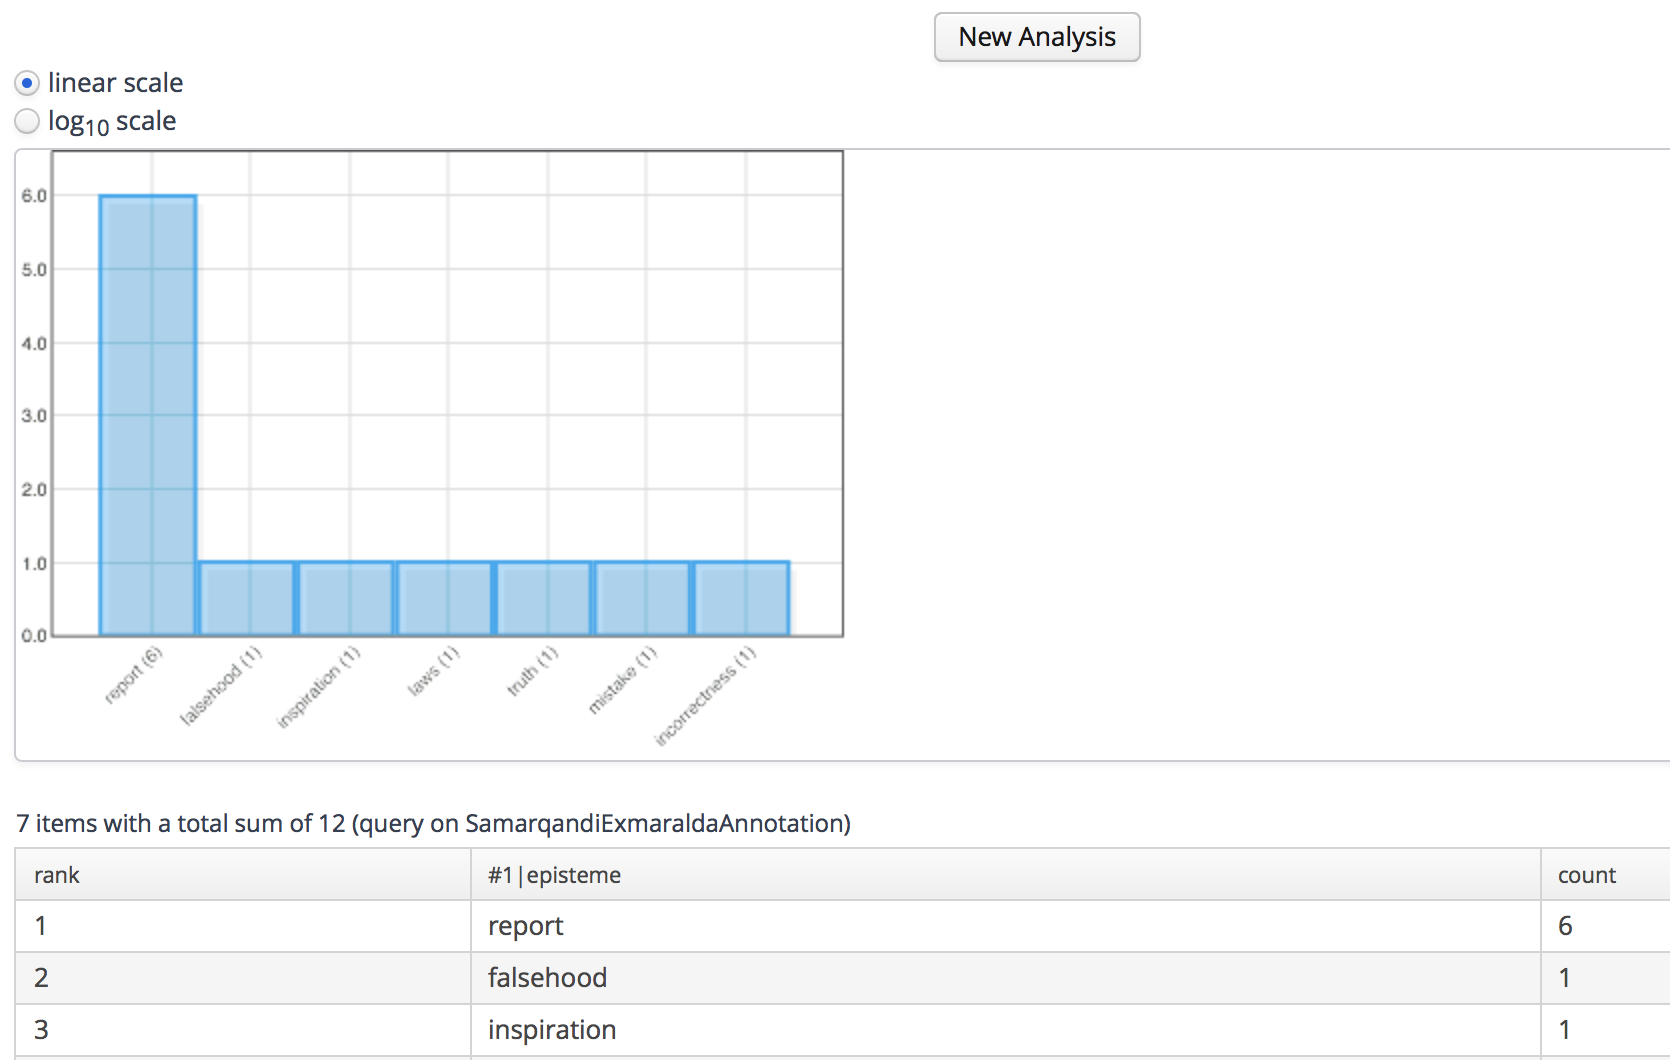 New Analysis
linear scale
log10 scale
6.0
5.0
4.0
3.0
2.0
1.0
0.0
report (6)
falsehood (1)
inspiration (1)
laws (1)
truth (1)
mistake (1)
incorrectness (1)
7 items with a total sum of 12 (query on SamarqandiExmaraldaAnnotation)
rank #1|episteme count
1 report 6
2 falsehood 1
3 inspiration 1